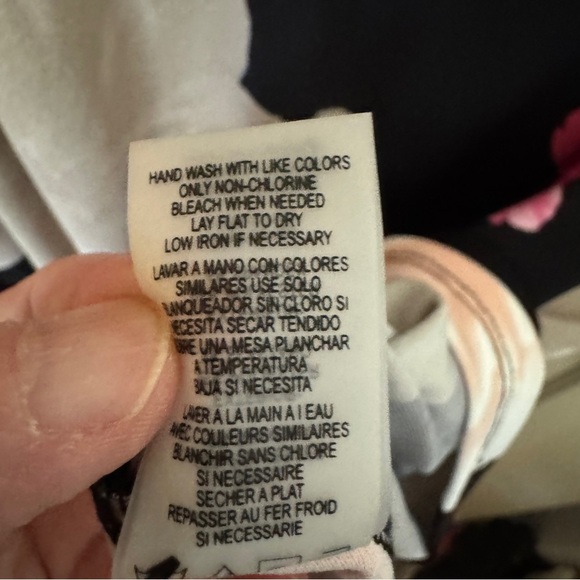 HAND WASH WITH LIKE COLORS
ONLY NON-CHLORINE
BLEACH WHEN NEEDED
LAY FLAT TO DRY
LOW IRON IF NECESSARY
LAVAR A MANO CON COLORES
SIMILARES USE SOLO
ANQUEADOR SIN CLORO SI
ECESITA SECAR TENDIDO
RE UNA MESA PLANCHAR
A TEMPERATURA
BAJA SI NECESITA
LAVER A LA MAIN A I EAU
AVEC COULEURS SIMILAIRES
BLANCHIR SANS CHLORE
SI NECESSAIRE
SECHER A PLAT
REPASSER AU FER FROID
SI NECESSARIE